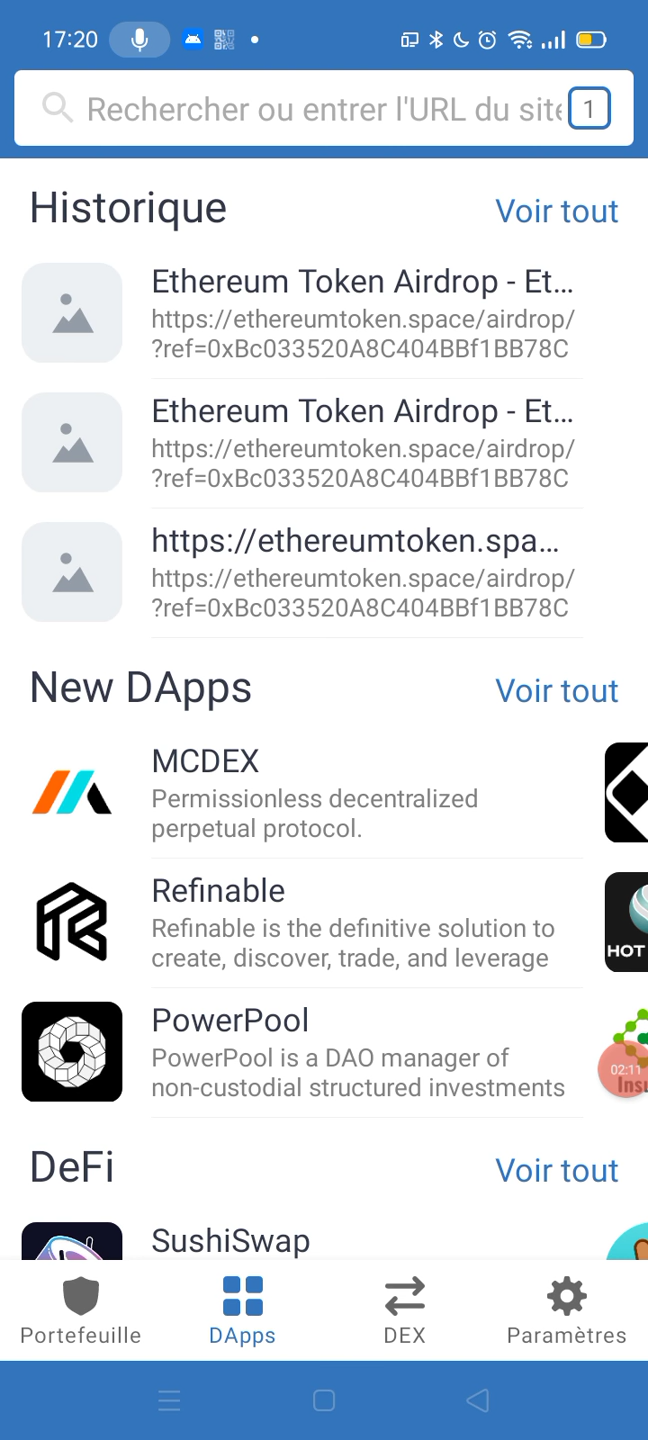 17:20
Rechercher ou entrer l'URL du site
1
Historique
Voir tout
Ethereum Token Airdrop - Et...
https://ethereumtoken.space/airdrop/
?ref=0xBc033520A8C404BBf1BB78C
Ethereum Token Airdrop - Et...
https://ethereumtoken.space/airdrop/
?ref=0xBc033520A8C404BBf1BB78C
https://ethereumtoken.spa...
https://ethereumtoken.space/airdrop/
?ref=0xBc033520A8C404BBf1BB78C
New DApps
Voir tout
MCDEX
Permissionless decentralized
perpetual protocol.
Refinable
Refinable is the definitive solution to
create, discover, trade, and leverage
HOT
PowerPool
PowerPool is a DAO manager of
non-custodial structured investments
02:11
Insu
DeFi
Voir tout
SushiSwap
Portefeuille
DApps
DEX
Paramètres